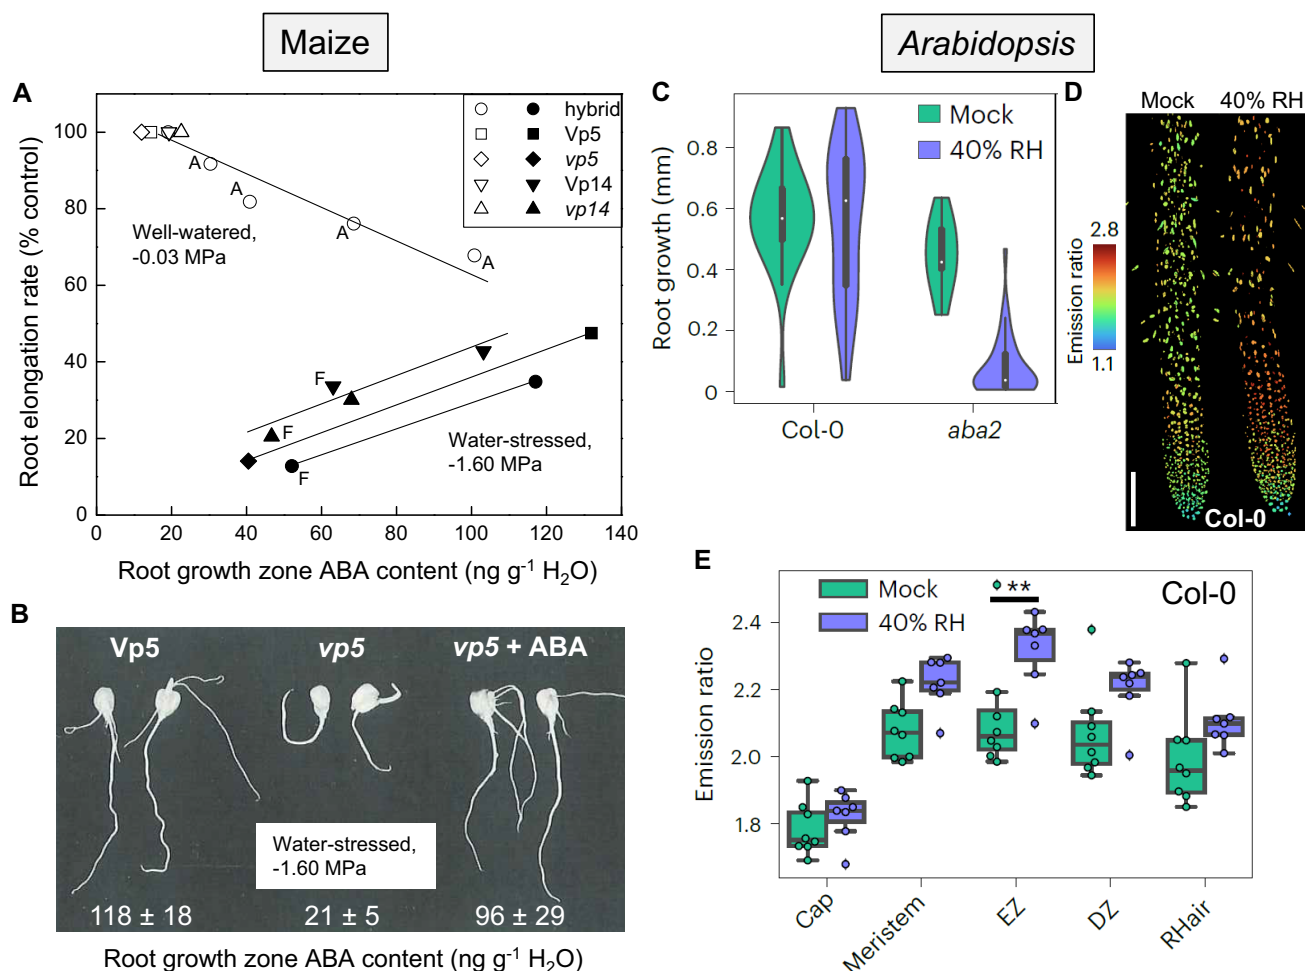 Maize
Arabidopsis
A
Root elongation rate (% control)
100
80
60
40
20
0
0 20 40 60 80 100 120 140
Root growth zone ABA content (ng g⁻¹ H₂O)
hybrid
Vp5
vp5
Vp14
vp14
A
A
A
A
Well-watered,
-0.03 MPa
F
F
F
Water-stressed,
-1.60 MPa
B
Vp5 vp5 vp5 + ABA
Water-stressed,
-1.60 MPa
118 ± 18 21 ± 5 96 ± 29
Root growth zone ABA content (ng g⁻¹ H₂O)
C
Root growth (mm)
0.8
0.6
0.4
0.2
0
Mock
40% RH
Col-0 aba2
D
Mock 40% RH
Emission ratio
2.8
1.1
Col-0
E
Emission ratio
2.4
2.2
2.0
1.8
Mock
40% RH
**
Col-0
Cap Meristem EZ DZ RHair